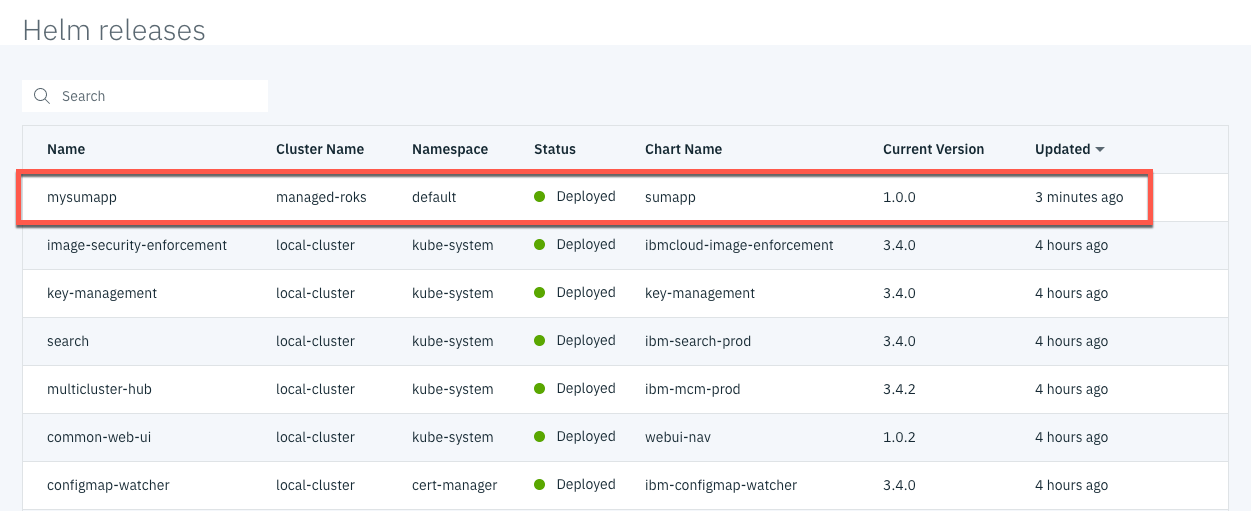 Helm releases
Search
Name Cluster Name Namespace Status Chart Name Current Version Updated
mysumapp managed-roks default Deployed sumapp 1.0.0 3 minutes ago
image-security-enforcement local-cluster kube-system Deployed ibmcloud-image-enforcement 3.4.0 4 hours ago
key-management local-cluster kube-system Deployed key-management 3.4.0 4 hours ago
search local-cluster kube-system Deployed ibm-search-prod 3.4.0 4 hours ago
multicluster-hub local-cluster kube-system Deployed ibm-mcm-prod 3.4.2 4 hours ago
common-web-ui local-cluster kube-system Deployed webui-nav 1.0.2 4 hours ago
configmap-watcher local-cluster cert-manager Deployed ibm-configmap-watcher 3.4.0 4 hours ago